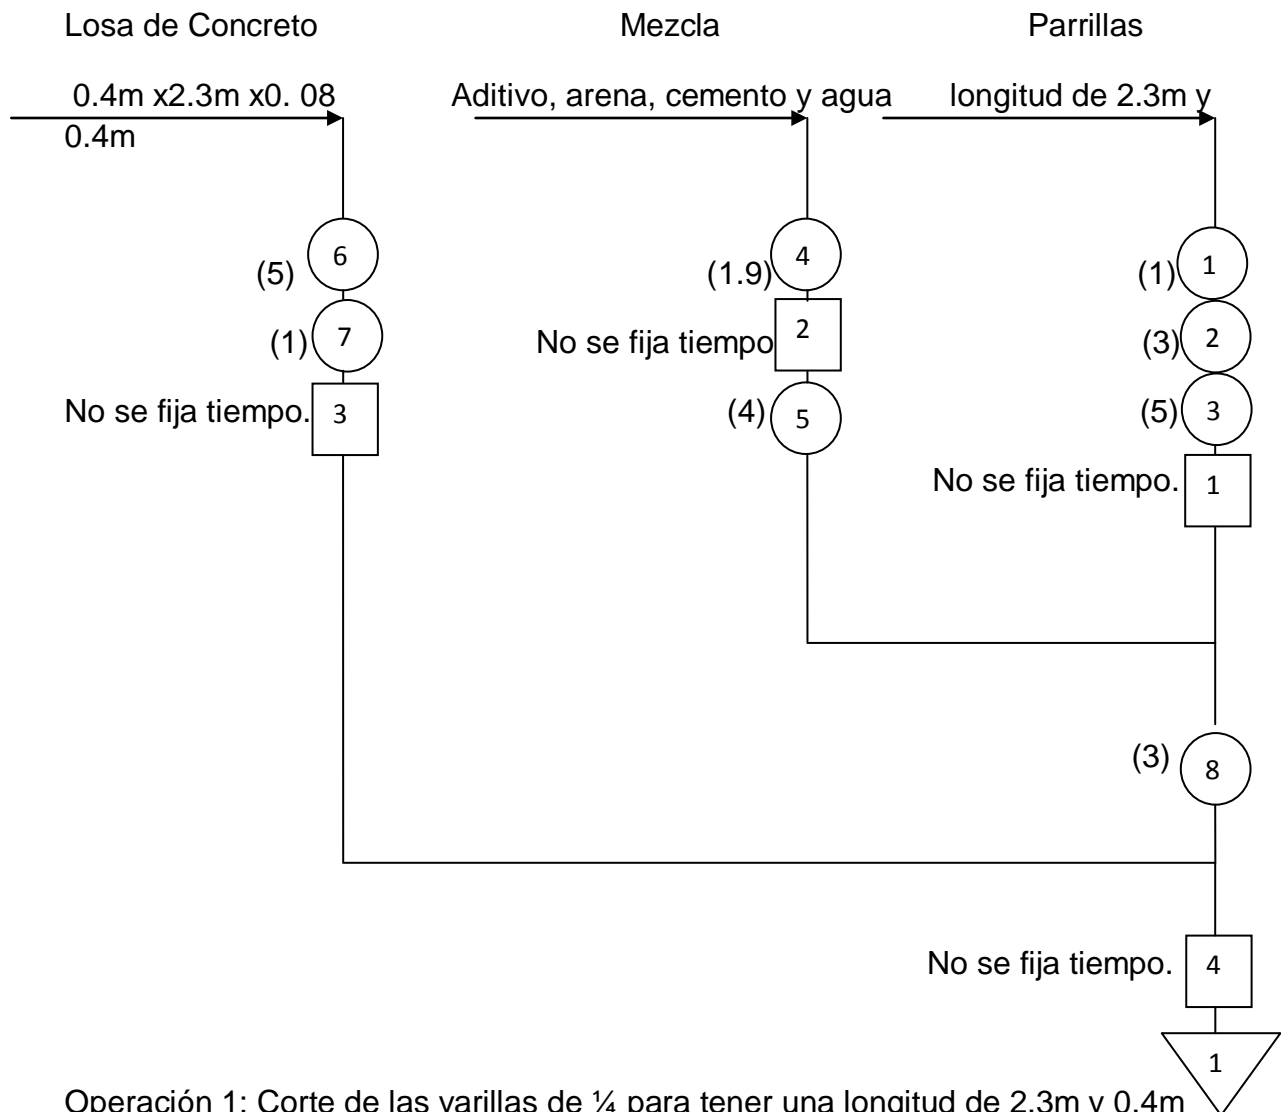 Losa de Concreto Mezcla Parrillas
0.4m x2.3m x0. 08 Aditivo, arena, cemento y agua longitud de 2.3m y
0.4m
6 4 1
(5) (1.9) (1)
7 2 2
(1) No se fija tiempo (3)
No se fija tiempo. 3 (4) 5 (5) 3
No se fija tiempo. 1
(3) 8
No se fija tiempo. 4
1
Operación 1: Corte de las varillas de ¼ para tener una longitud de 2.3m y 0.4m